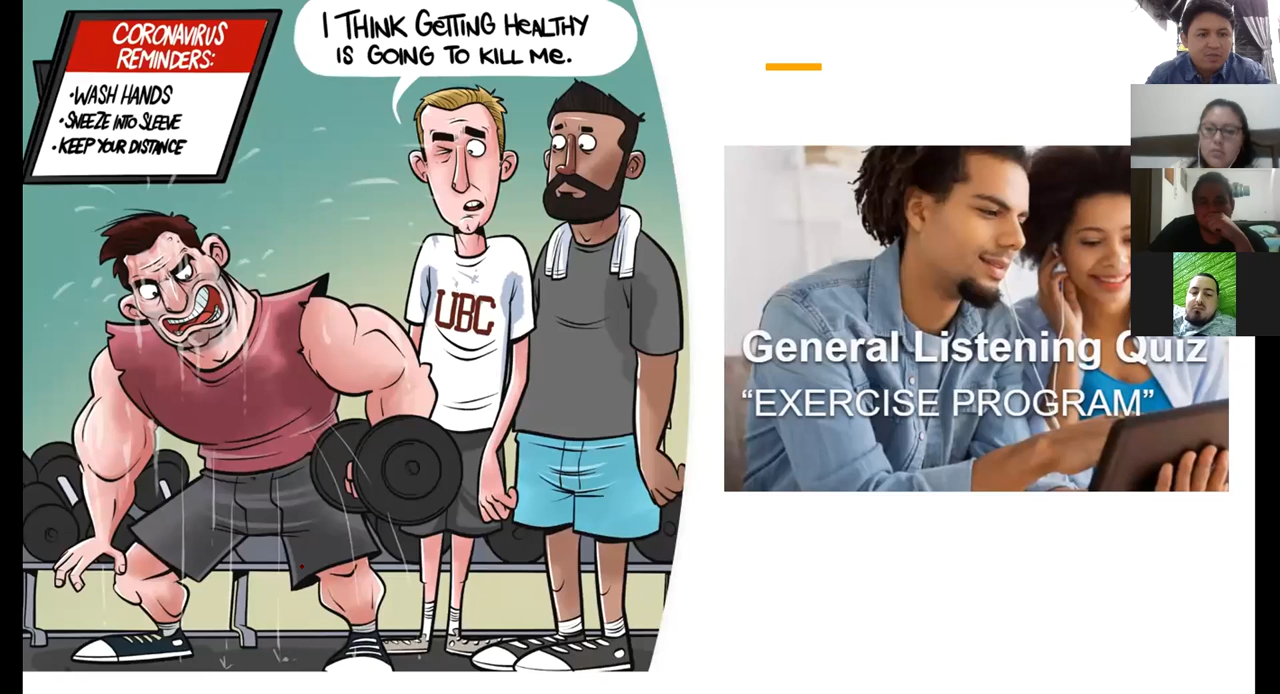 CORONAVIRUS
REMINDERS:
•WASH HANDS
•SNEEZE INTO SLEEVE
•KEEP YOUR DISTANCE
I THINK GETTING HEALTHY
IS GOING TO KILL ME.
UBC
General Listening Quiz
“EXERCISE PROGRAM”